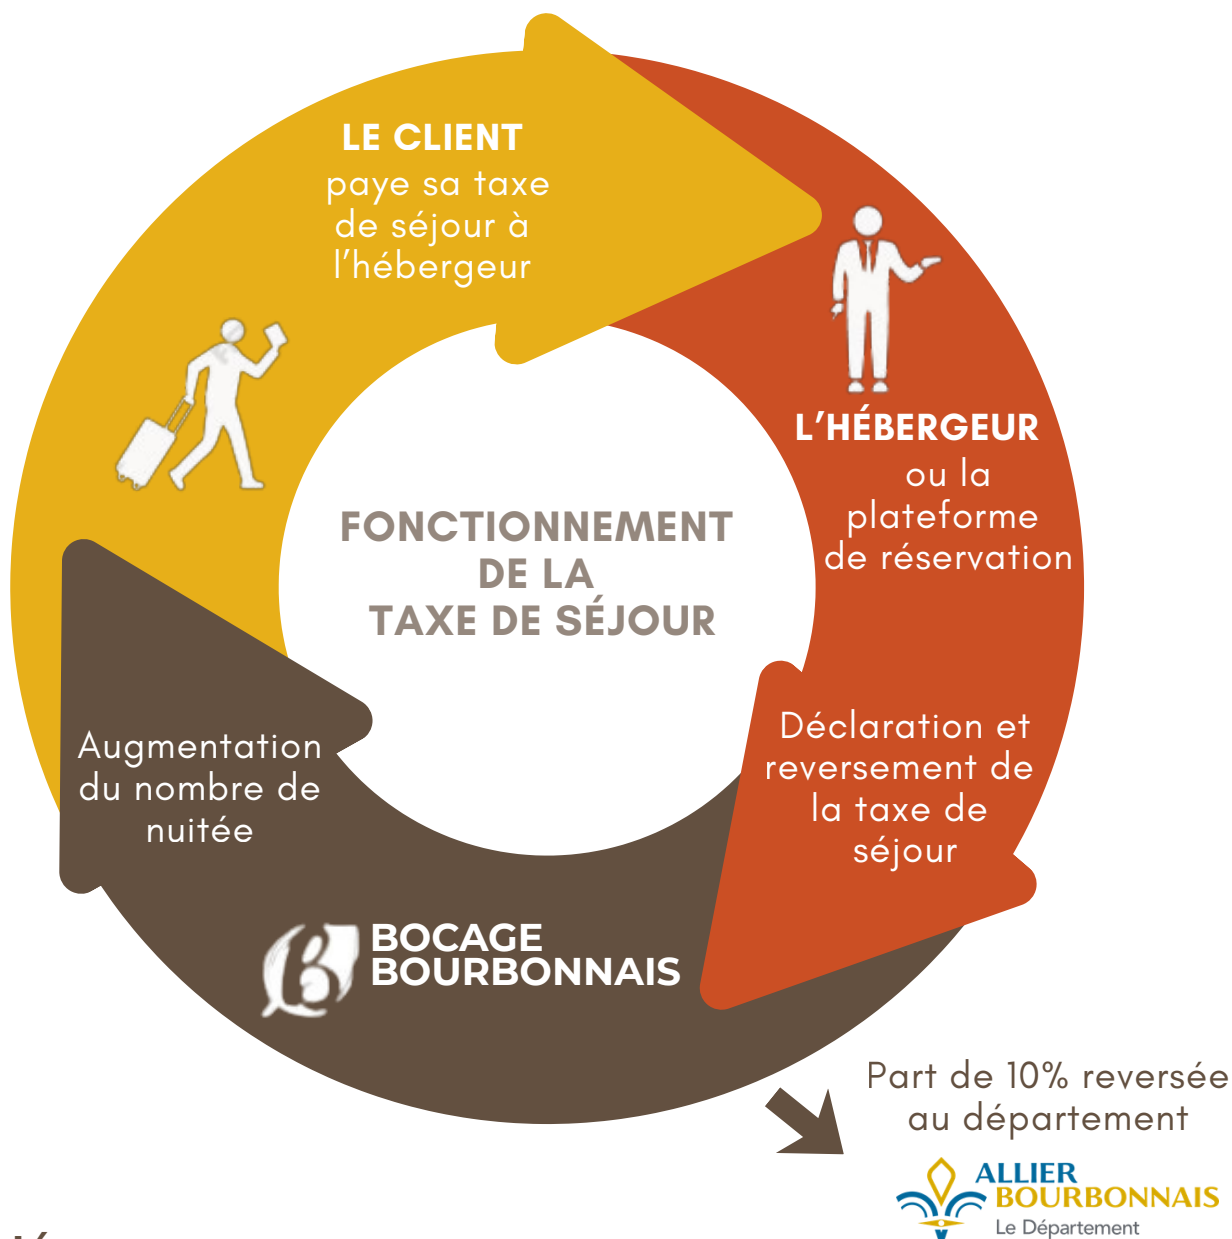 LE CLIENT
paye sa taxe
de séjour à
l'hébergeur
L'HÉBERGEUR
ou la
plateforme
de réservation
FONCTIONNEMENT
DE LA
TAXE DE SÉJOUR
Déclaration et
reversement de
la taxe de
séjour
Augmentation
du nombre de
nuitée
BOCAGE
BOURBONNAIS
Part de 10% reversée
au département
ALLIER
BOURBONNAIS
Le Département